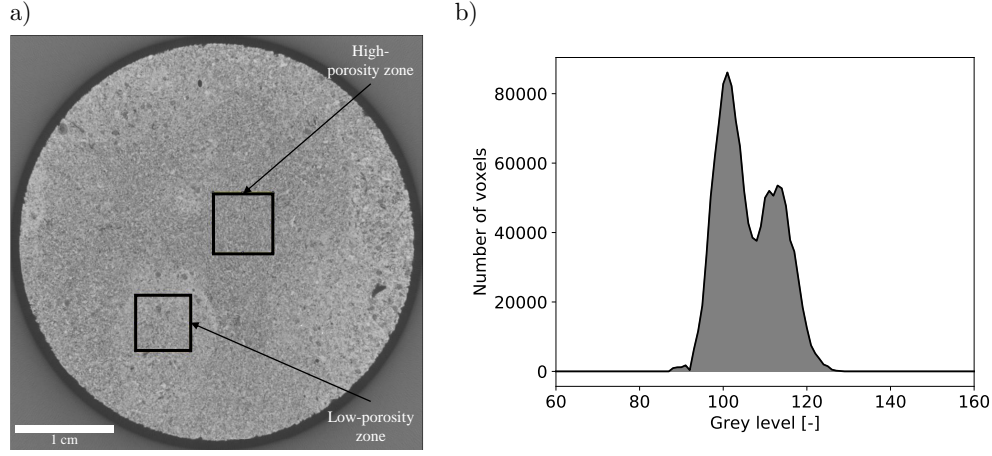 a)
High-
porosity zone
Low-porosity
zone
1 cm
b)
Number of voxels
80000
60000
40000
20000
0
60 80 100 120 140 160
Grey level [-]